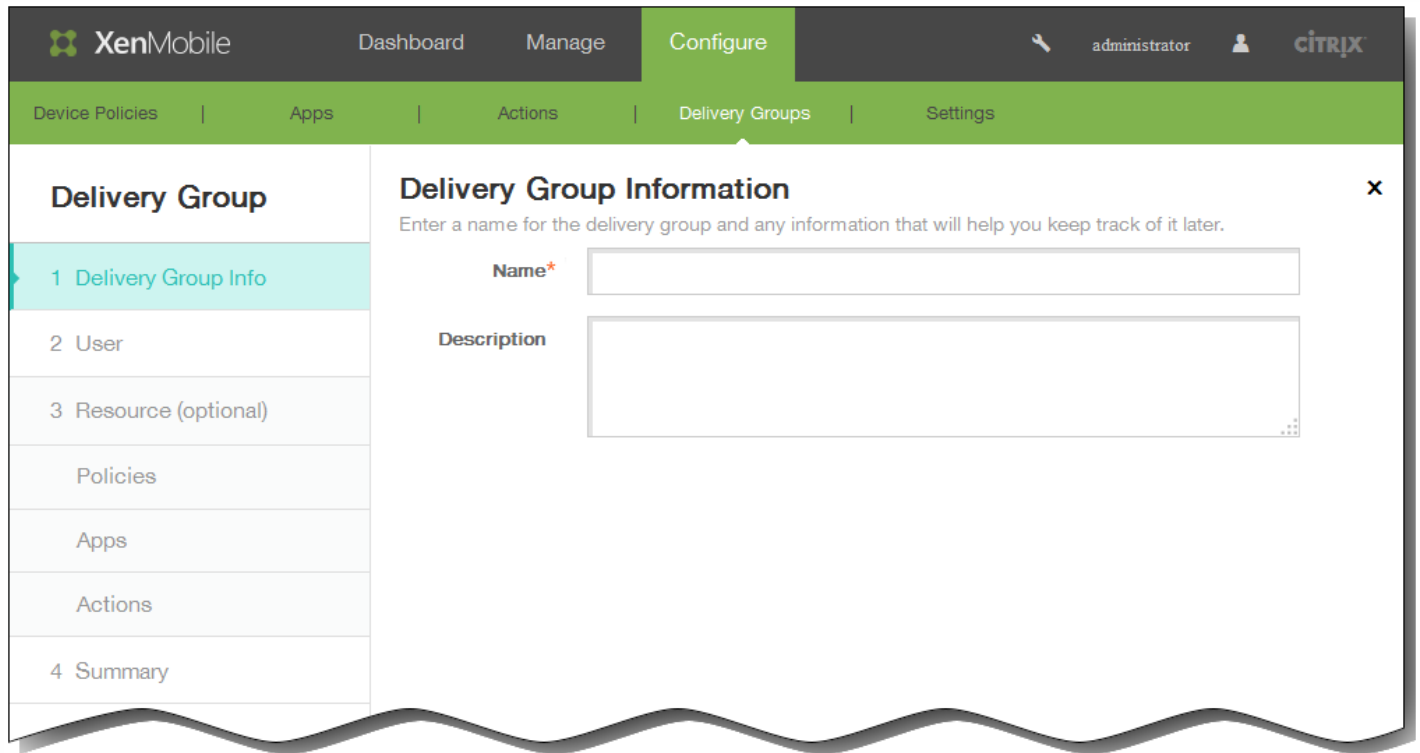 XenMobile Dashboard Manage Configure administrator CİTRIX
Device Policies | Apps | Actions | Delivery Groups | Settings
Delivery Group
1 Delivery Group Info
2 User
3 Resource (optional)
Policies
Apps
Actions
4 Summary
Delivery Group Information
x
Enter a name for the delivery group and any information that will help you keep track of it later.
Name*
Description